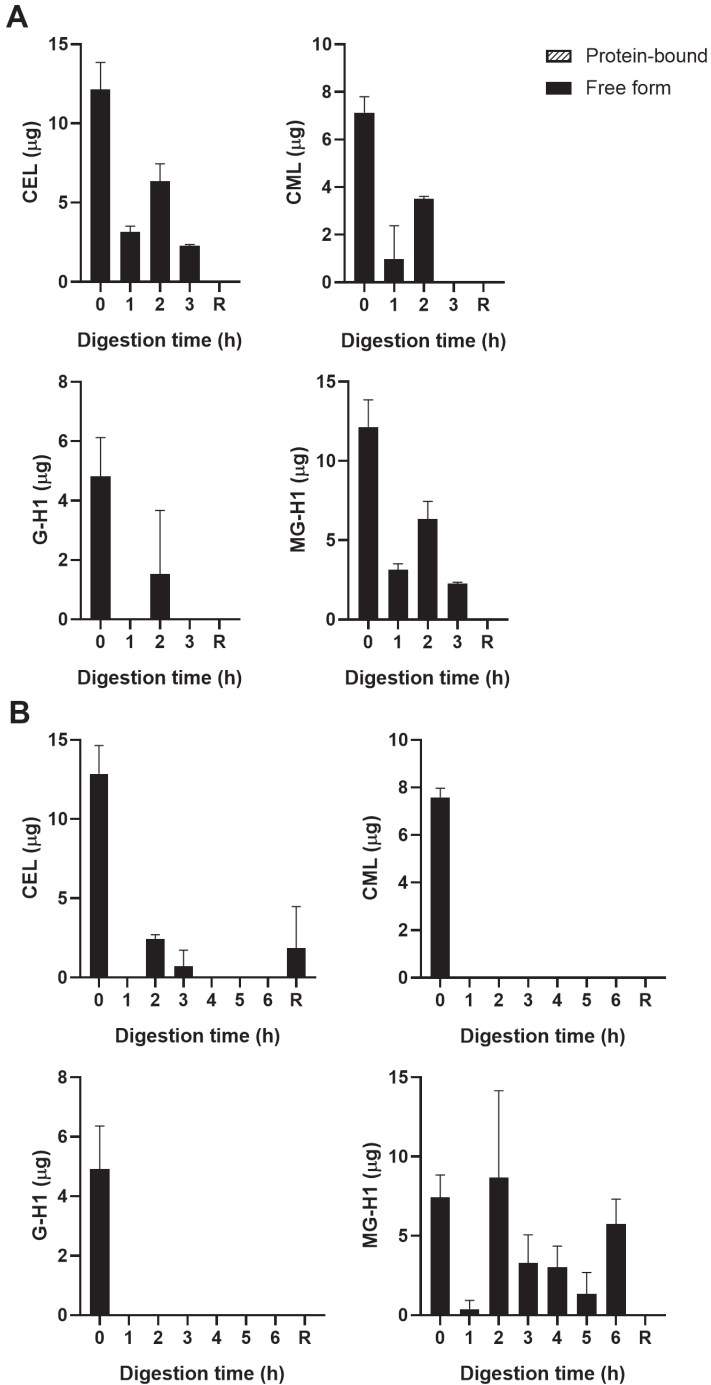 A
Protein-bound
Free form
CEL (μg)
15
10
5
0
0 1 2 3 R
Digestion time (h)
CML (μg)
10
8
6
4
2
0
0 1 2 3 R
Digestion time (h)
G-H1 (μg)
8
6
4
2
0
0 1 2 3 R
Digestion time (h)
MG-H1 (μg)
15
10
5
0
0 1 2 3 R
Digestion time (h)
B
CEL (μg)
15
10
5
0
0 1 2 3 4 5 6 R
Digestion time (h)
CML (μg)
10
8
6
4
2
0
0 1 2 3 4 5 6 R
Digestion time (h)
G-H1 (μg)
8
6
4
2
0
0 1 2 3 4 5 6 R
Digestion time (h)
MG-H1 (μg)
15
10
5
0
0 1 2 3 4 5 6 R
Digestion time (h)